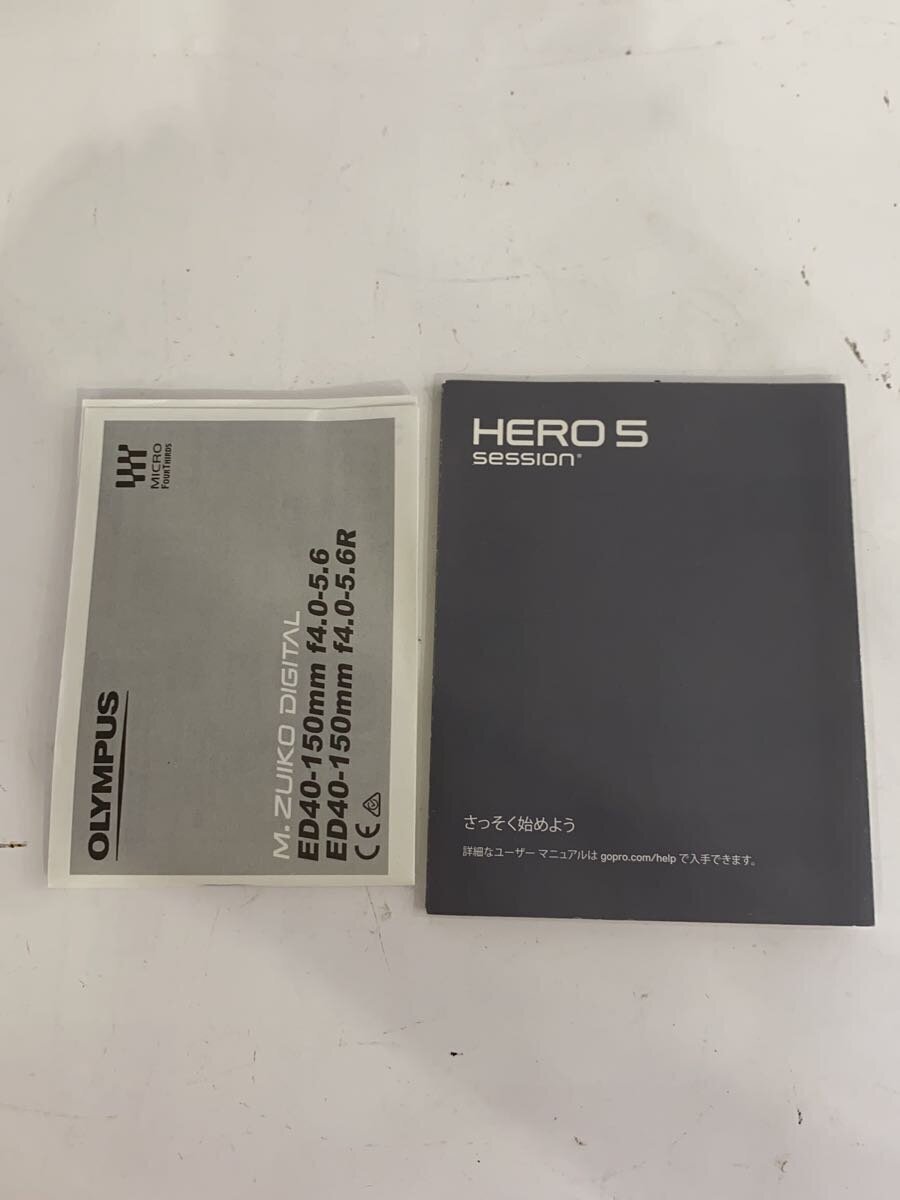 OLYMPUS
MICRO
FOURTHIRDS
M. ZUIKO DIGITAL
ED40-150mm f4.0-5.6
ED40-150mm f4.0-5.6R
CE
HERO5
session®
さっそく始めよう
詳細なユーザー マニュアルは gopro.com/help で入手できます。